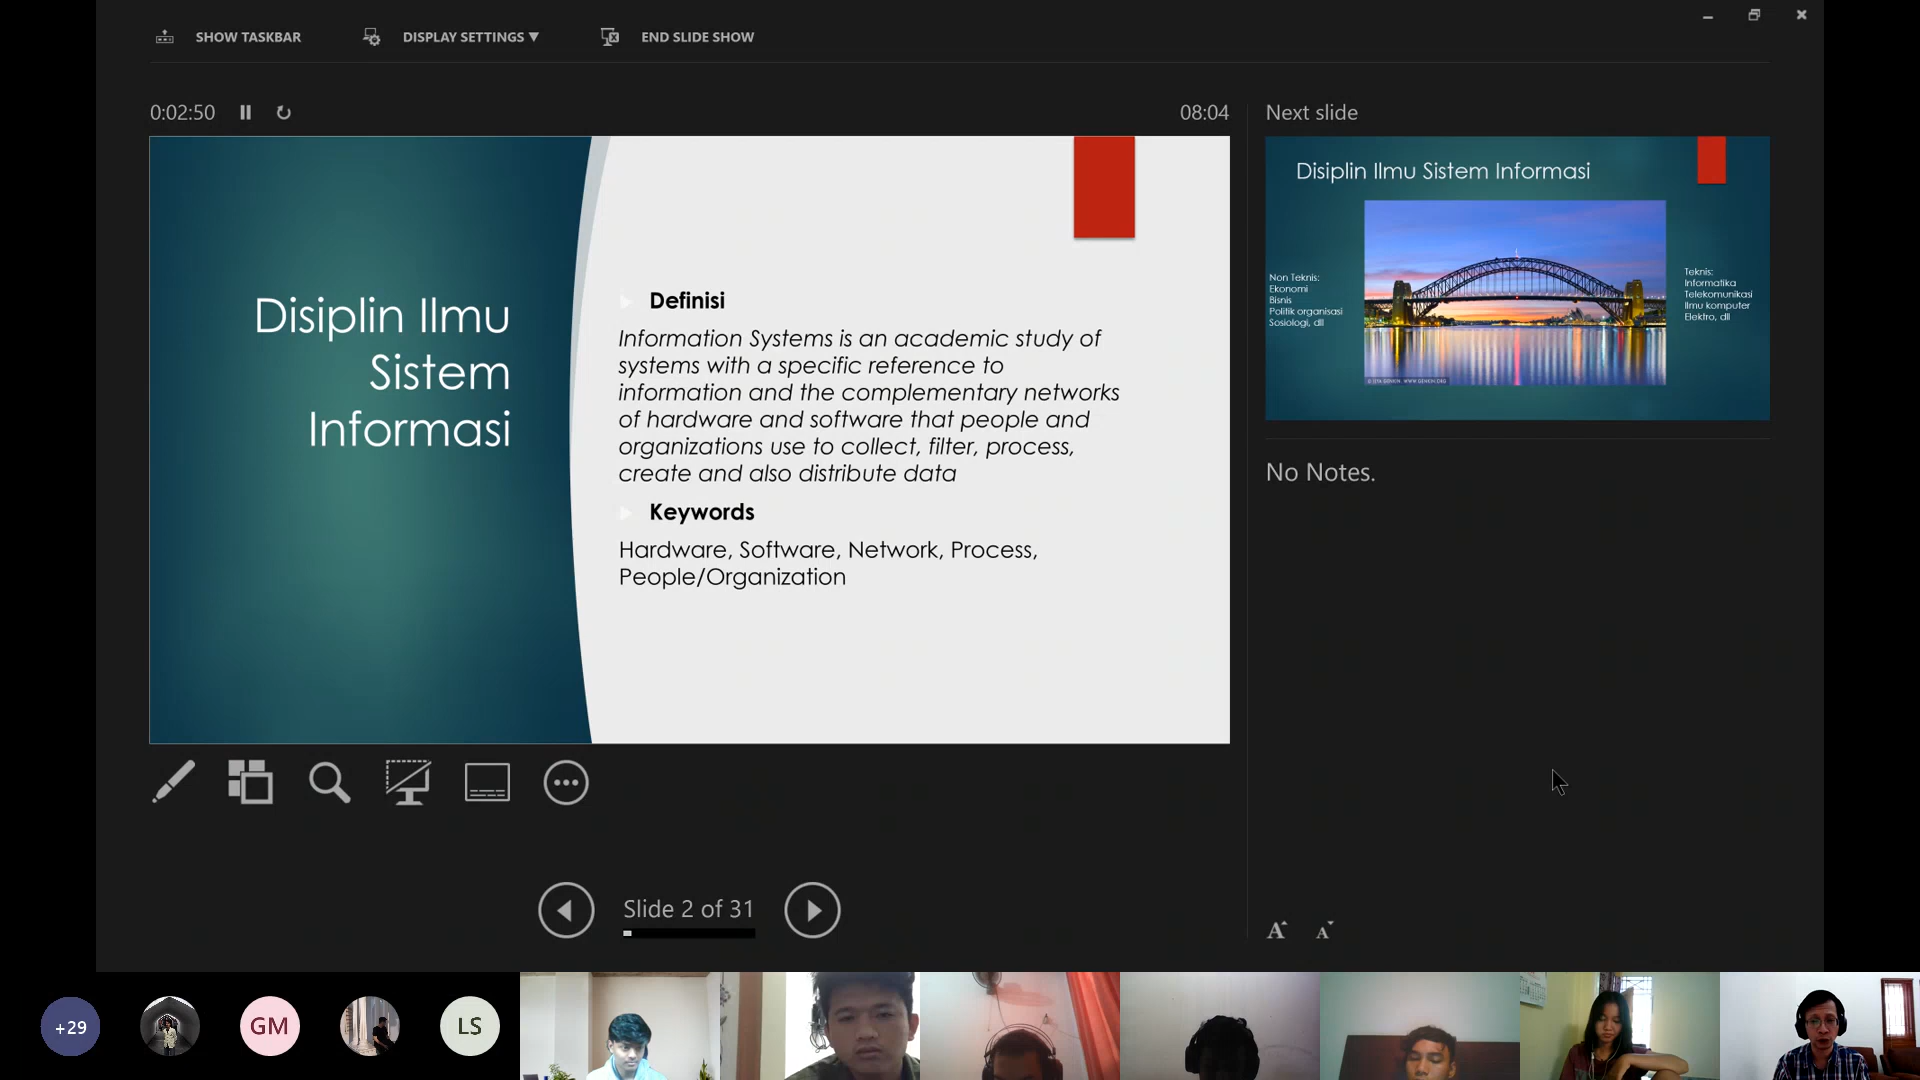 SHOW TASKBAR
DISPLAY SETTINGS
END SLIDE SHOW
0:02:50
08:04
Next slide
Disiplin Ilmu
Sistem
Informasi
Definisi
Information Systems is an academic study of
systems with a specific reference to
information and the complementary networks
of hardware and software that people and
organizations use to collect, filter, process,
create and also distribute data
Keywords
Hardware, Software, Network, Process,
People/Organization
Disiplin Ilmu Sistem Informasi
Non Teknis:
Ekonomi
Bisnis
Politik organisasi
Sosiologi, dll
Teknis:
Informatika
Telekomunikasi
Ilmu komputer
Elektro, dll
No Notes.
Slide 2 of 31
A A
+29
GM
LS